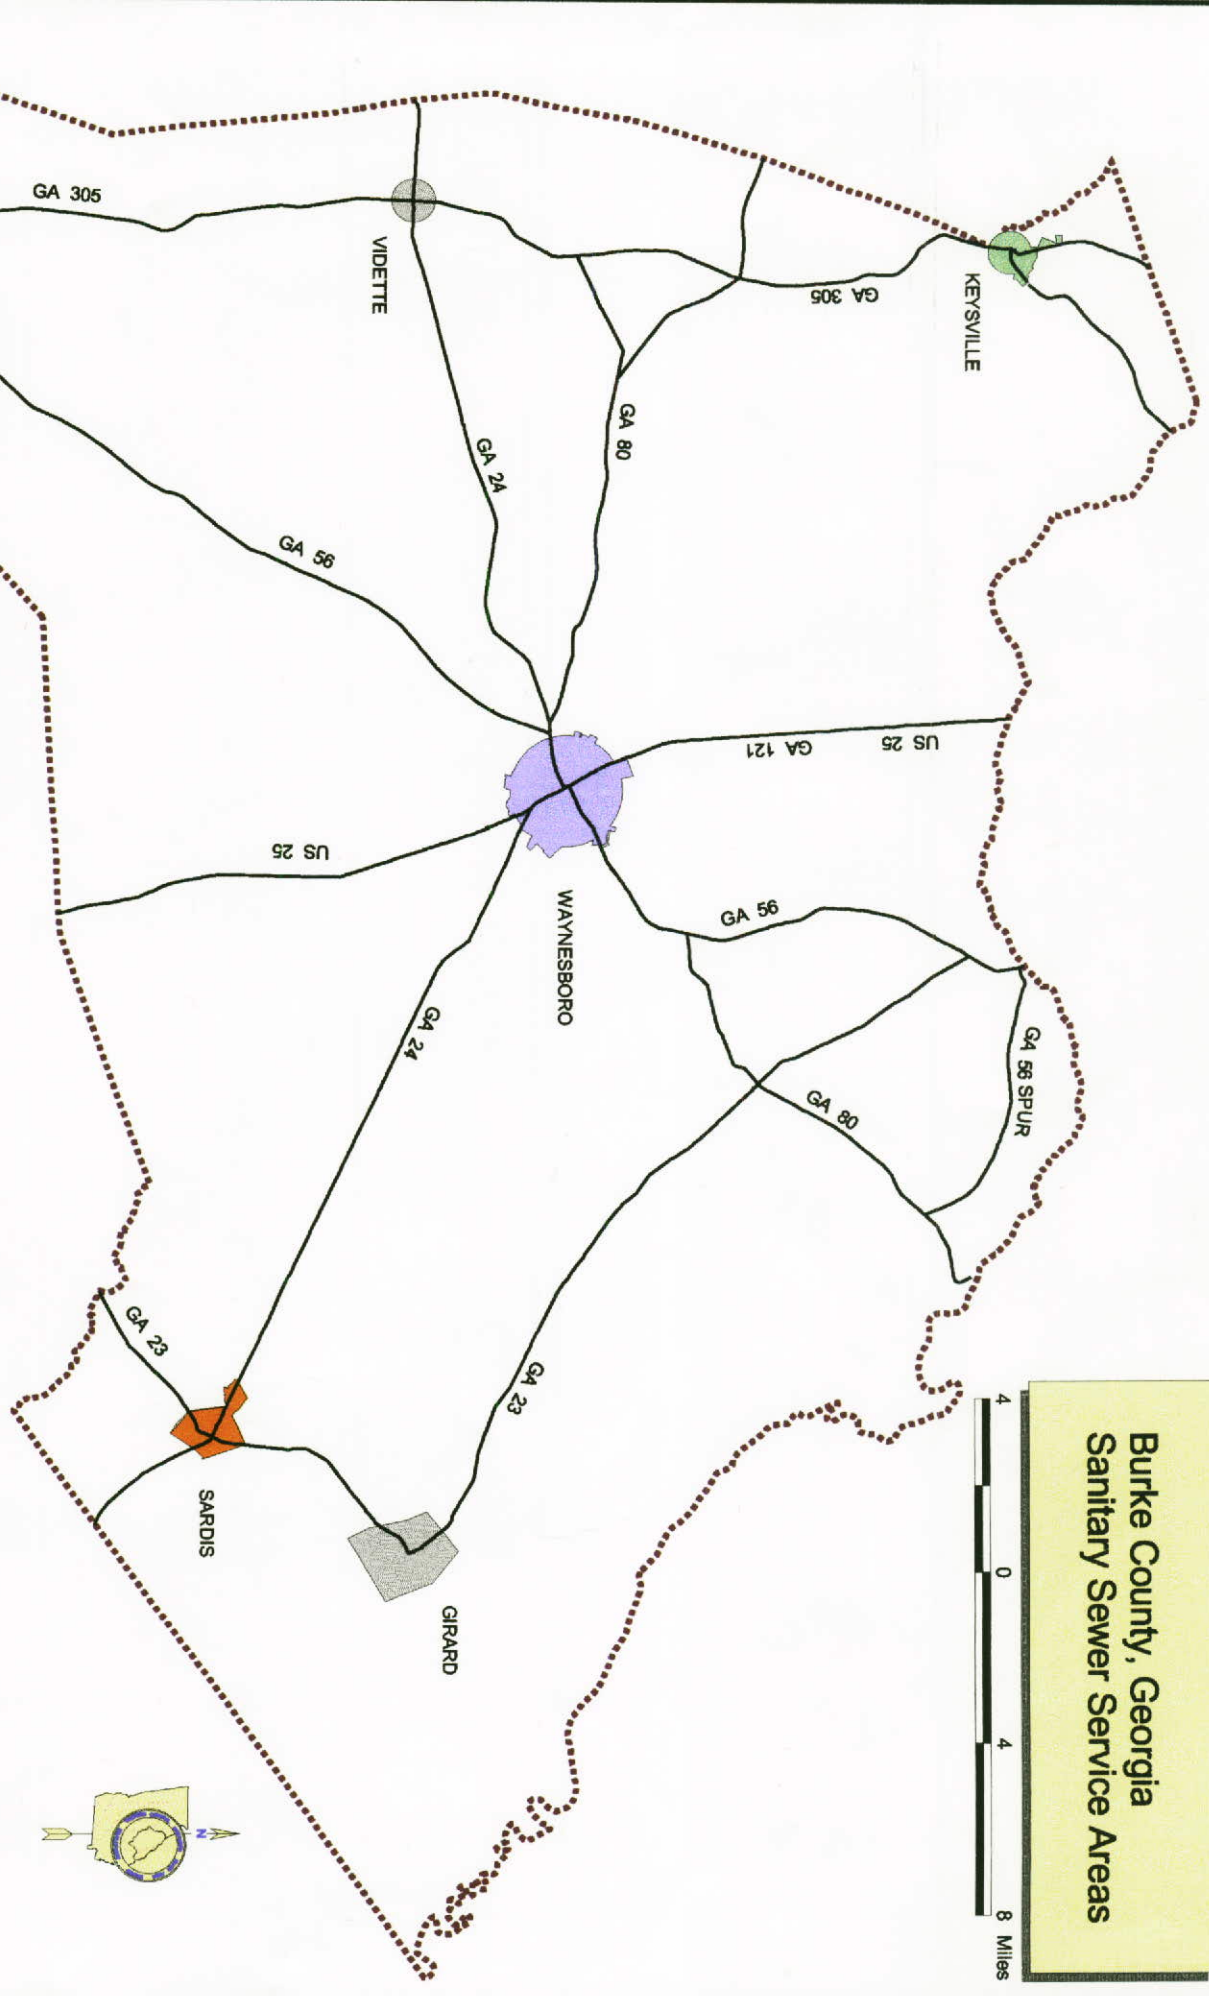 Burke County, Georgia
Sanitary Sewer Service Areas
4 0 4 8 Miles
KEYSVILLE
GA 305
GA 80
VIDETTE
GA 24
GA 305
GA 56
US 25
GA 121
WAYNESBORO
US 25
GA 56
GA 56 SPUR
GA 80
GA 24
GA 23
GA 23
SARDIS
GIRARD
N